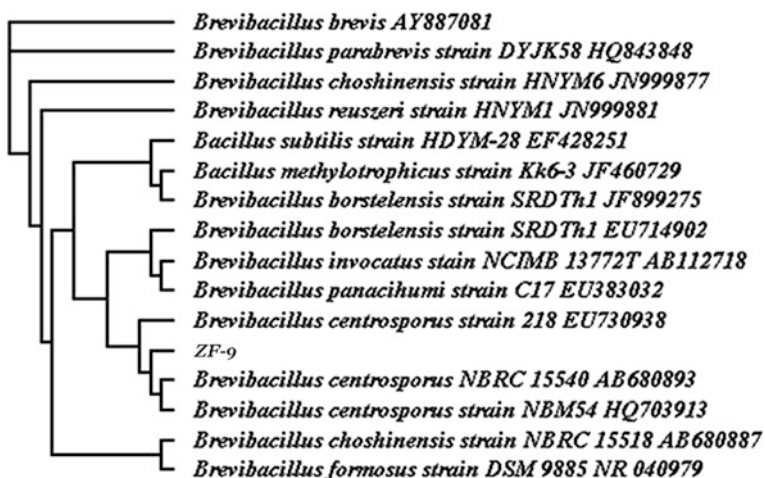 Brevibacillus brevis AY887081
Brevibacillus parabrevis strain DYJK58 HQ843848
Brevibacillus choshinensis strain HNYM6 JN999877
Brevibacillus reuszeri strain HNYM1 JN999881
Bacillus subtilis strain HDYM-28 EF428251
Bacillus methylotrophicus strain Kk6-3 JF460729
Brevibacillus borstelensis strain SRDTh1 JF899275
Brevibacillus borstelensis strain SRDTh1 EU714902
Brevibacillus invocatus stain NCIMB 13772T AB112718
Brevibacillus panacihumi strain C17 EU383032
Brevibacillus centrosporus strain 218 EU730938
ZF-9
Brevibacillus centrosporus NBRC 15540 AB680893
Brevibacillus centrosporus strain NBM54 HQ703913
Brevibacillus choshinensis strain NBRC 15518 AB680887
Brevibacillus formosus strain DSM 9885 NR 040979